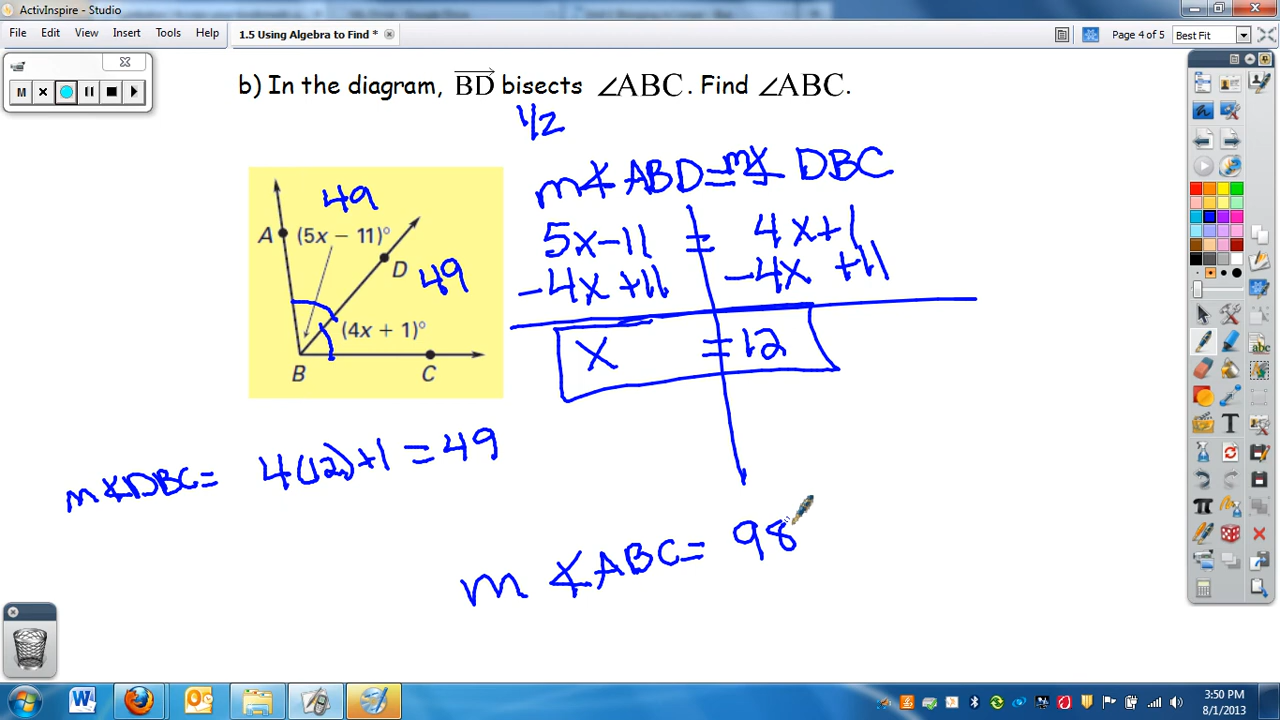 ActivInspire - Studio
File Edit View Insert Tools Help
1.5 Using Algebra to Find *
Page 4 of 5
Best Fit
b) In the diagram, BD bisects ∠ABC. Find ∠ABC.
1/2
m∡ABD = m∡ DBC
49
A (5x − 11)°
D 49
(4x + 1)°
B C
5x-11 = 4x+1
-4x +11 -4x +11
x = 12
m∡DBC = 4(12)+1 = 49
m ∡ABC = 98
3:50 PM
8/1/2013